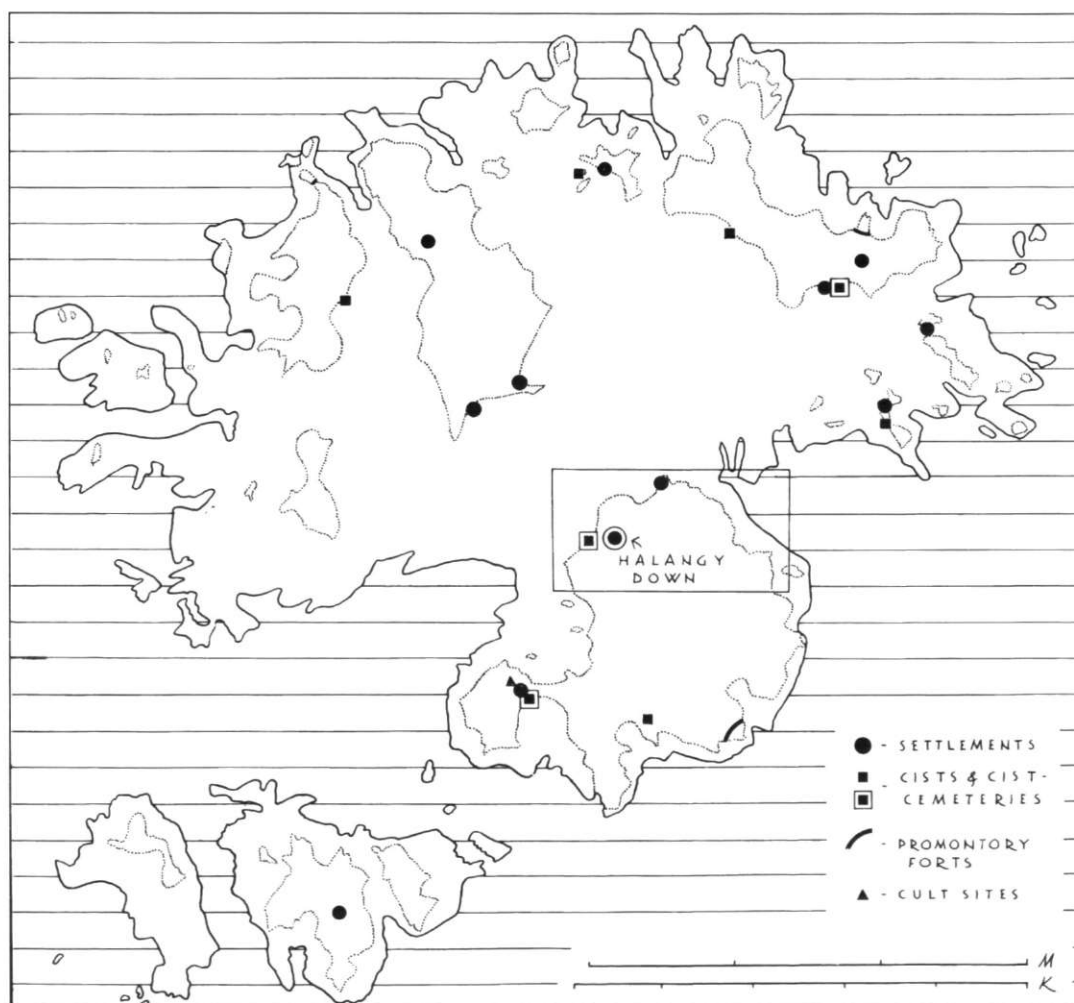 HALANGY
DOWN
- SETTLEMENTS
- CISTS & CIST-
CEMETERIES
- PROMONTORY
FORTS
- CULT SITES
M
K